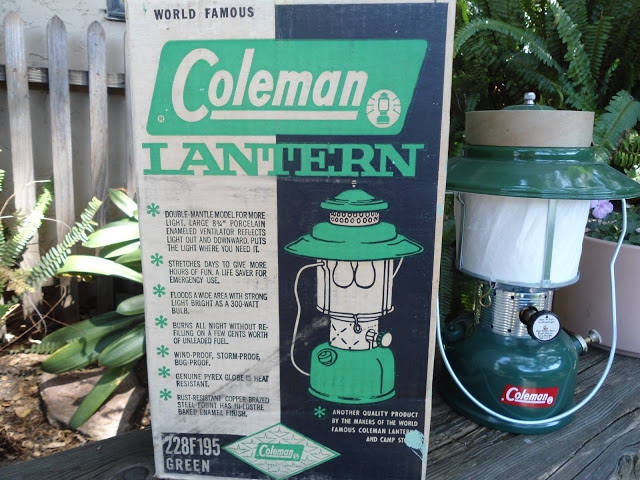 WORLD FAMOUS
Coleman
LANTERN
* DOUBLE-MANTLE MODEL FOR MORE
LIGHT, LARGE 8¾" PORCELAIN
ENAMELED VENTILATOR REFLECTS
LIGHT OUT AND DOWNWARD. PUTS
THE LIGHT WHERE YOU NEED IT.
* STRETCHES DAYS TO GIVE MORE
HOURS OF FUN. A LIFE SAVER FOR
EMERGENCY USE.
* FLOODS A WIDE AREA WITH STRONG
LIGHT BRIGHT AS A 300-WATT
BULB.
* BURNS ALL NIGHT WITHOUT RE-
FILLING ON A FEW CENTS WORTH
OF UNLEADED FUEL.
* WIND-PROOF, STORM-PROOF,
BUG-PROOF.
* GENUINE PYREX GLOBE IS HEAT
RESISTANT.
* RUST-RESISTANT COPPER-BRAZED
STEEL FOUNT HAS HI-LUSTRE
BAKED ENAMEL FINISH.
* ANOTHER QUALITY PRODUCT
BY THE MAKERS OF THE WORLD
FAMOUS COLEMAN LANTERN
AND CAMP
228F195
GREEN
Coleman
Coleman